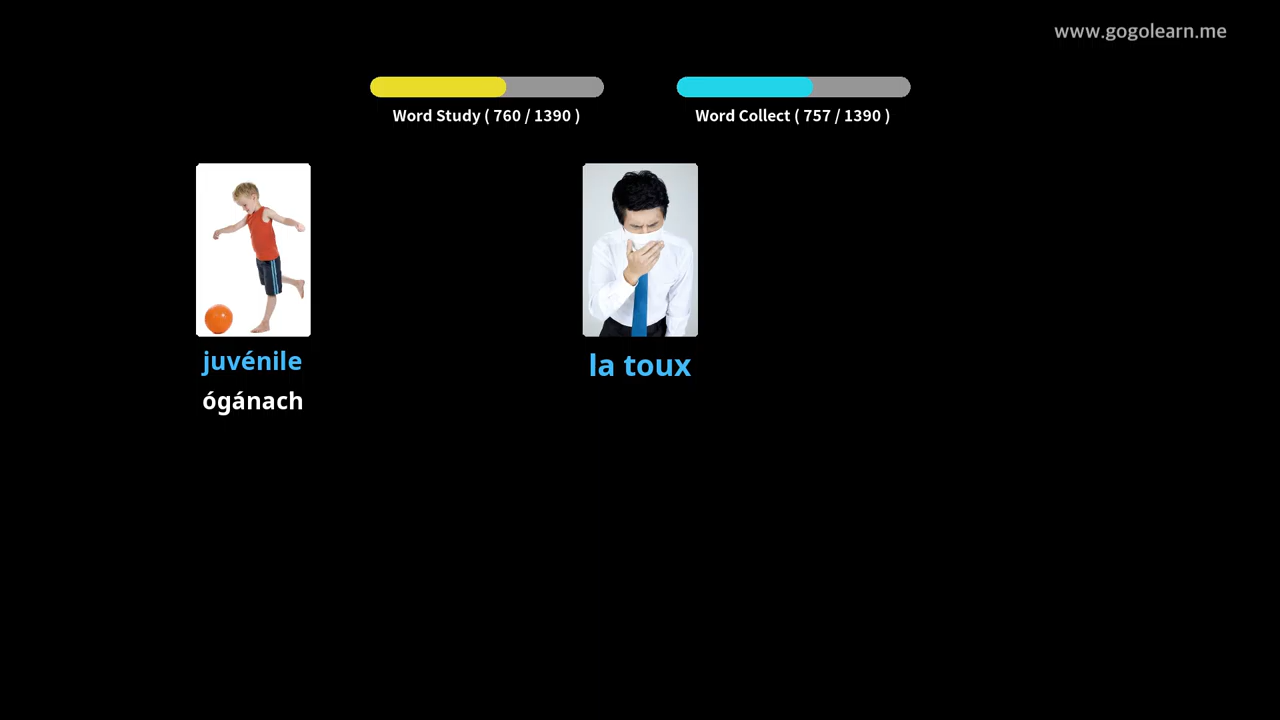 www.gogolearn.me
Word Study ( 760 / 1390 )
Word Collect ( 757 / 1390 )
juvénile
ógánach
la toux